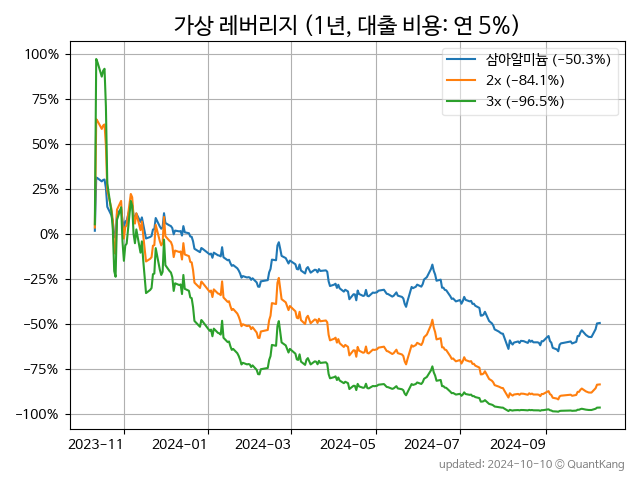 가상 레버리지 (1년, 대출 비용: 연 5%)
삼아알미늄 (−50.3%)
2x (−84.1%)
3x (−96.5%)
100%
75%
50%
25%
0%
−25%
−50%
−75%
−100%
2023-11 2024-01 2024-03 2024-05 2024-07 2024-09
updated: 2024-10-10 © QuantKang